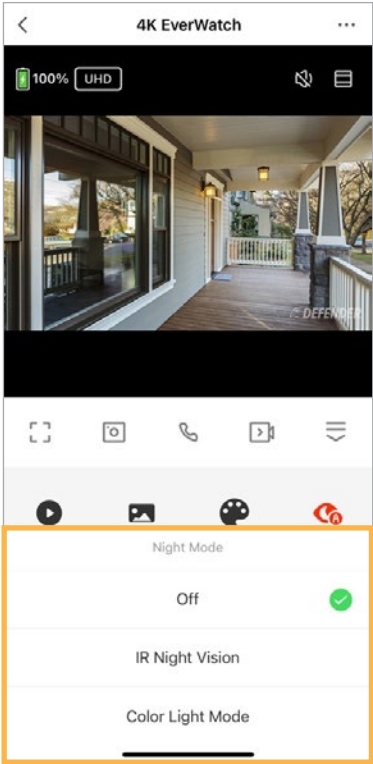 4K EverWatch
100% UHD
DEFENDER
A
Night Mode
Off
IR Night Vision
Color Light Mode